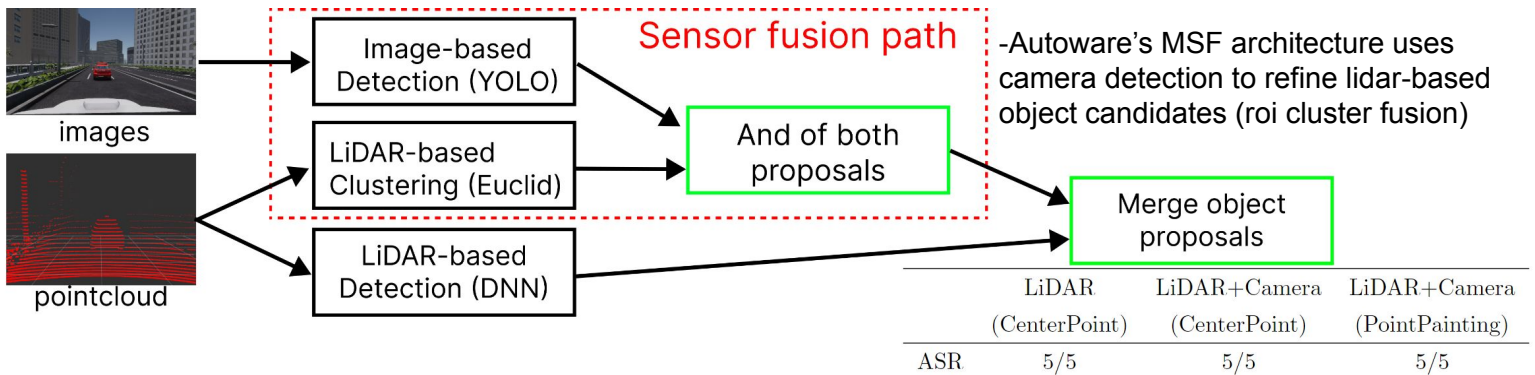 Sensor fusion path
images
pointcloud
Image-based
Detection (YOLO)
LiDAR-based
Clustering (Euclid)
LiDAR-based
Detection (DNN)
And of both
proposals
Merge object
proposals
-Autoware's MSF architecture uses
camera detection to refine lidar-based
object candidates (roi cluster fusion)
LiDAR LiDAR+Camera LiDAR+Camera
(CenterPoint) (CenterPoint) (PointPainting)
ASR 5/5 5/5 5/5